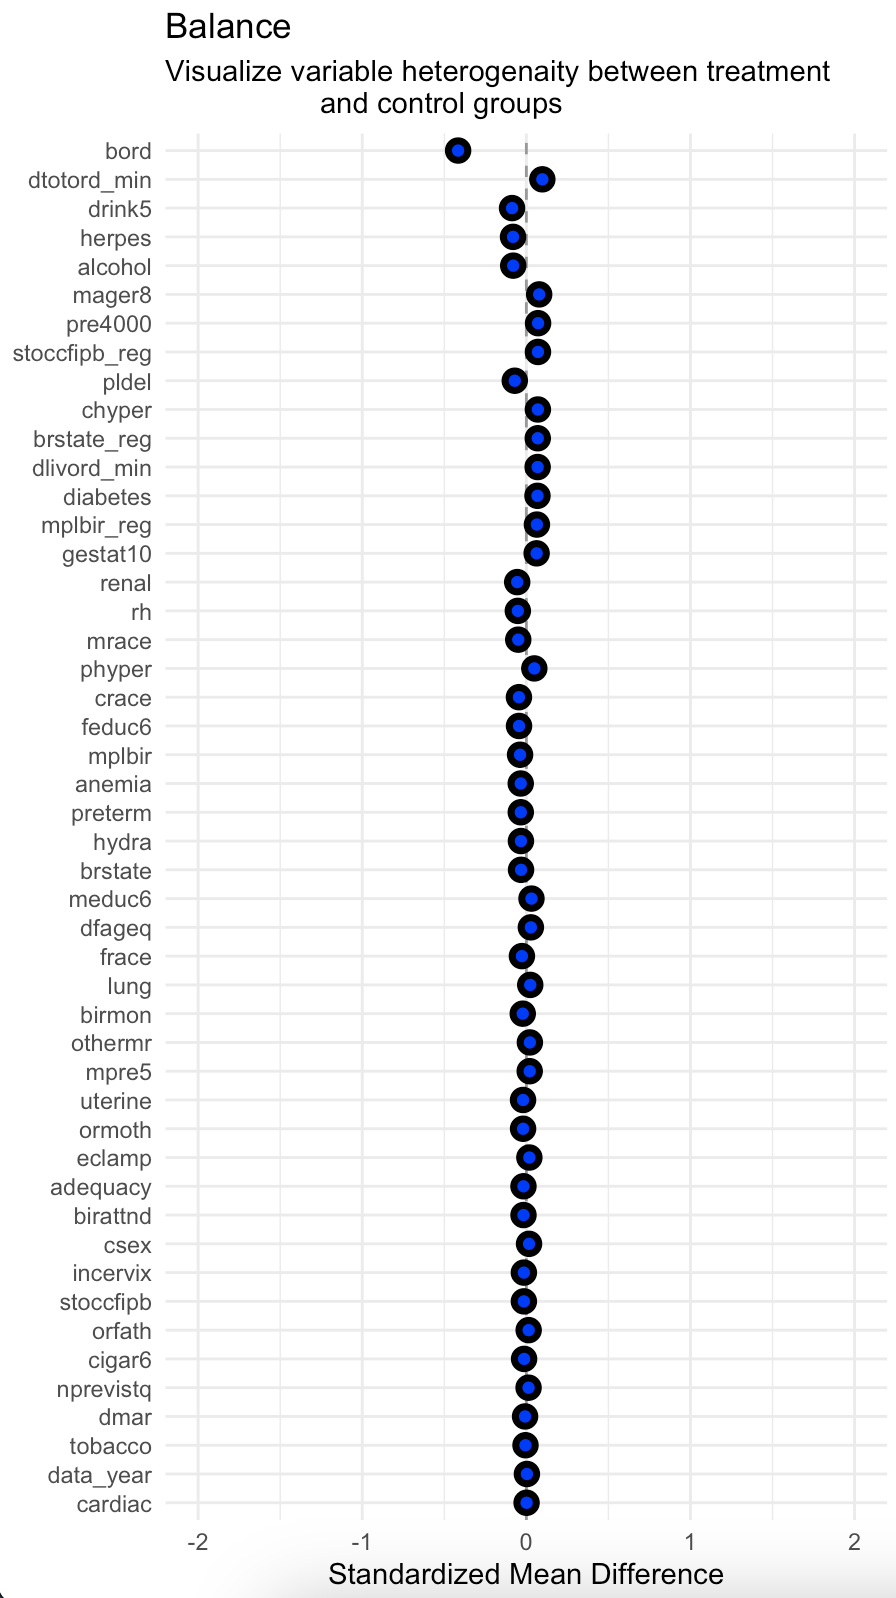 Balance
Visualize variable heterogenaity between treatment
and control groups
bord
dtotord_min
drink5
herpes
alcohol
mager8
pre4000
stoccfipb_reg
pldel
chyper
brstate_reg
dlivord_min
diabetes
mplbir_reg
gestat10
renal
rh
mrace
phyper
crace
feduc6
mplbir
anemia
preterm
hydra
brstate
meduc6
dfageq
frace
lung
birmon
othermr
mpre5
uterine
ormoth
eclamp
adequacy
birattnd
csex
incervix
stoccfipb
orfath
cigar6
nprevistq
dmar
tobacco
data_year
cardiac
-2 -1 0 1 2
Standardized Mean Difference